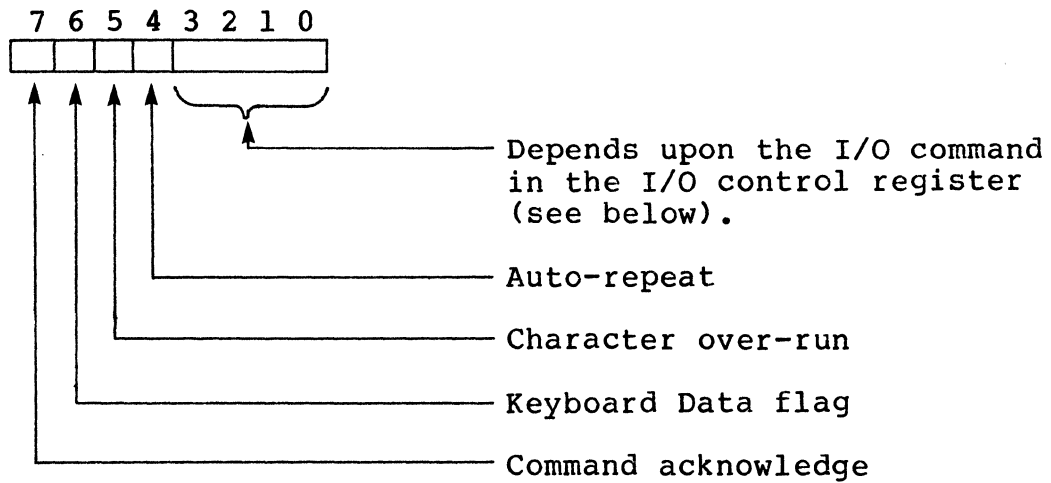 7 6 5 4 3 2 1 0
Depends upon the I/O command
in the I/O control register
(see below).
Auto-repeat
Character over-run
Keyboard Data flag
Command acknowledge